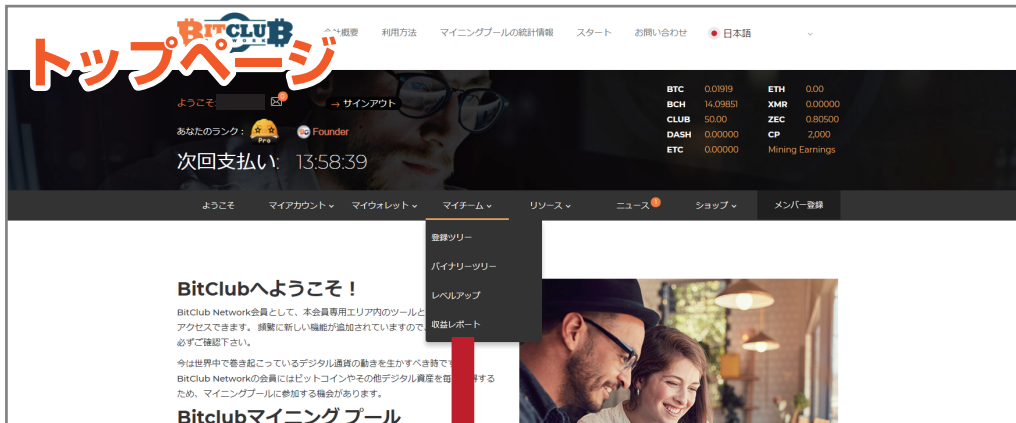 BITCLUB
NETWORK
会社概要 利用方法 マイニングプールの統計情報 スタート お問い合わせ 日本語
トップページ
ようこそ: 0 → サインアウト
あなたのランク: Pro Founder
次回支払い: 13:58:39
BTC 0.01919 ETH 0.00
BCH 14.09851 XMR 0.00000
CLUB 50.00 ZEC 0.80500
DASH 0.00000 CP 2,000
ETC 0.00000 Mining Earnings
ようこそ マイアカウント マイウォレット マイチーム リソース ニュース 1 ショップ メンバー登録
登録ツリー
バイナリーツリー
レベルアップ
収益レポート
BitClubへようこそ！
BitClub Network会員として、本会員専用エリア内のツールと
アクセスできます。 頻繁に新しい機能が追加されていますので、
必ずご確認下さい。
今は世界中で巻き起こっているデジタル通貨の動きを生かすべき時で
BitClub Networkの会員にはビットコインやその他デジタル資産を毎 得する
ため、マイニングプールに参加する機会があります。
Bitclubマイニング プール